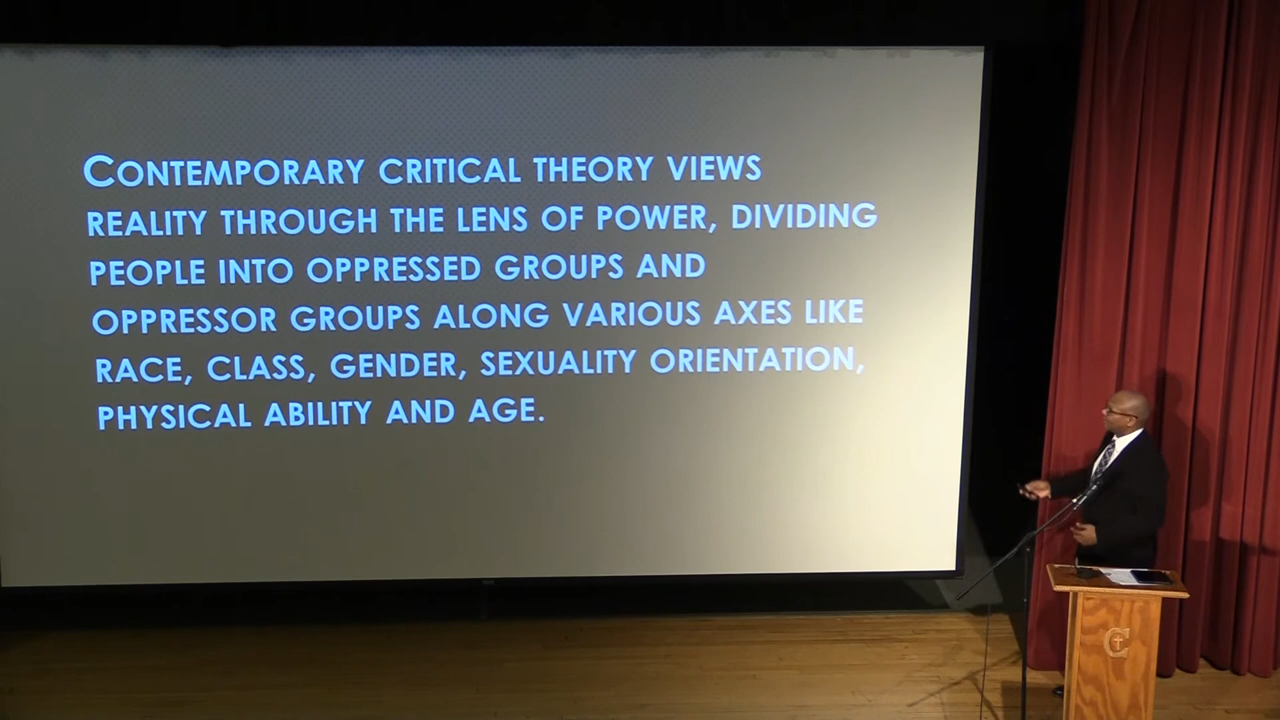 CONTEMPORARY CRITICAL THEORY VIEWS
REALITY THROUGH THE LENS OF POWER, DIVIDING
PEOPLE INTO OPPRESSED GROUPS AND
OPPRESSOR GROUPS ALONG VARIOUS AXES LIKE
RACE, CLASS, GENDER, SEXUALITY ORIENTATION,
PHYSICAL ABILITY AND AGE.
C